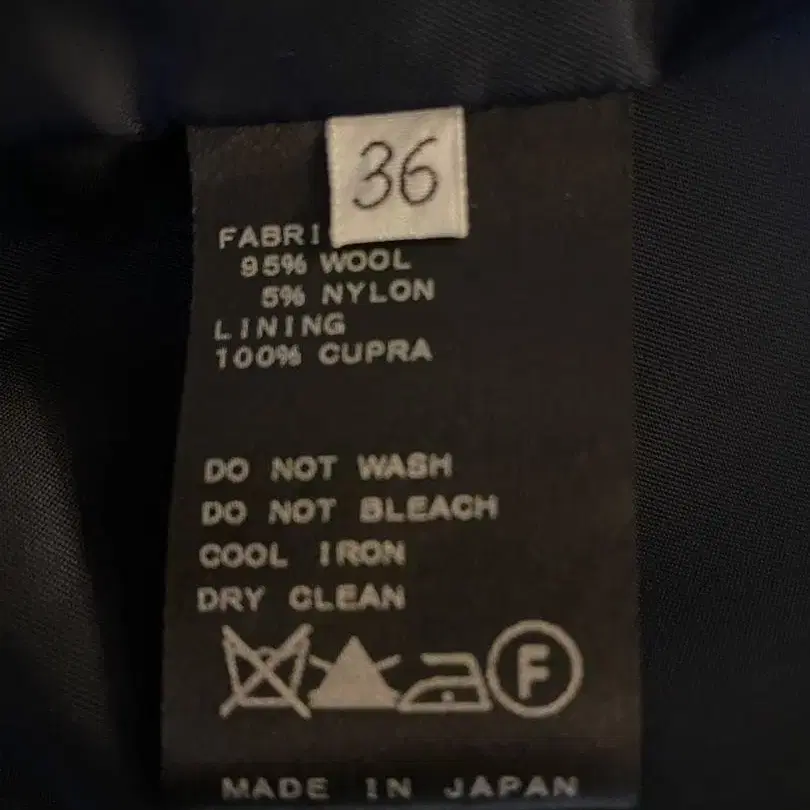 36
FABRI
95% WOOL
5% NYLON
LINING
100% CUPRA
DO NOT WASH
DO NOT BLEACH
COOL IRON
DRY CLEAN
F
MADE IN JAPAN